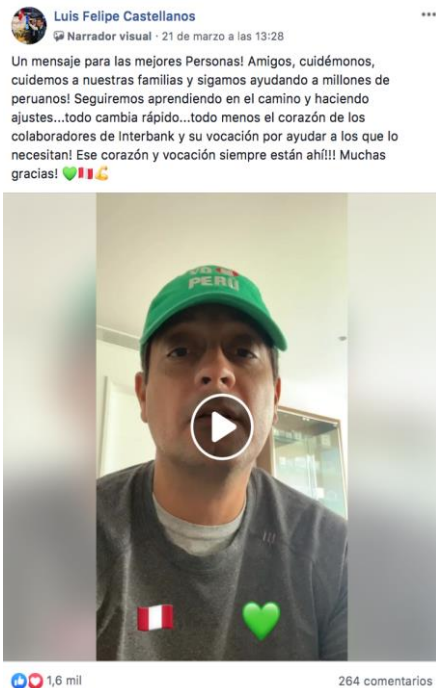 Luis Felipe Castellanos
Narrador visual · 21 de marzo a las 13:28
Un mensaje para las mejores Personas! Amigos, cuidémonos,
cuidemos a nuestras familias y sigamos ayudando a millones de
peruanos! Seguiremos aprendiendo en el camino y haciendo
ajustes...todo cambia rápido...todo menos el corazón de los
colaboradores de Interbank y su vocación por ayudar a los que lo
necesitan! Ese corazón y vocación siempre están ahí!!! Muchas
gracias! 💚🇵🇪💪
YO
PERÚ
1,6 mil
264 comentarios